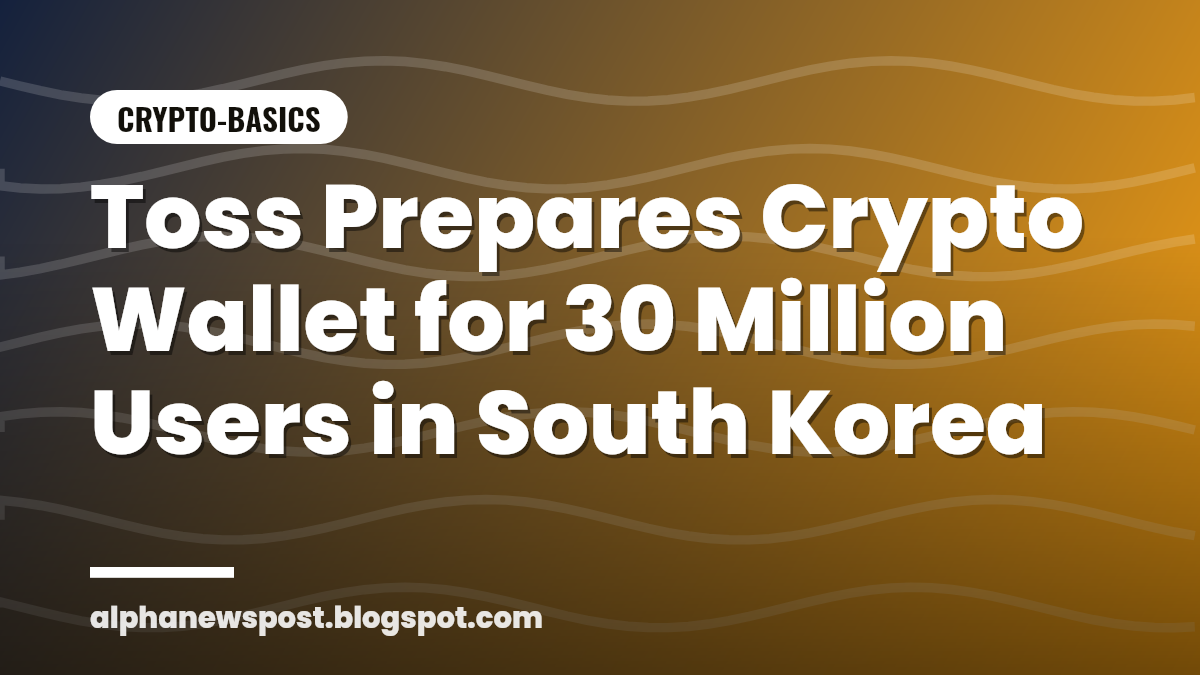 CRYPTO-BASICS
Toss Prepares Crypto
Wallet for 30 Million
Users in South Korea
alphanewspost.blogspot.com